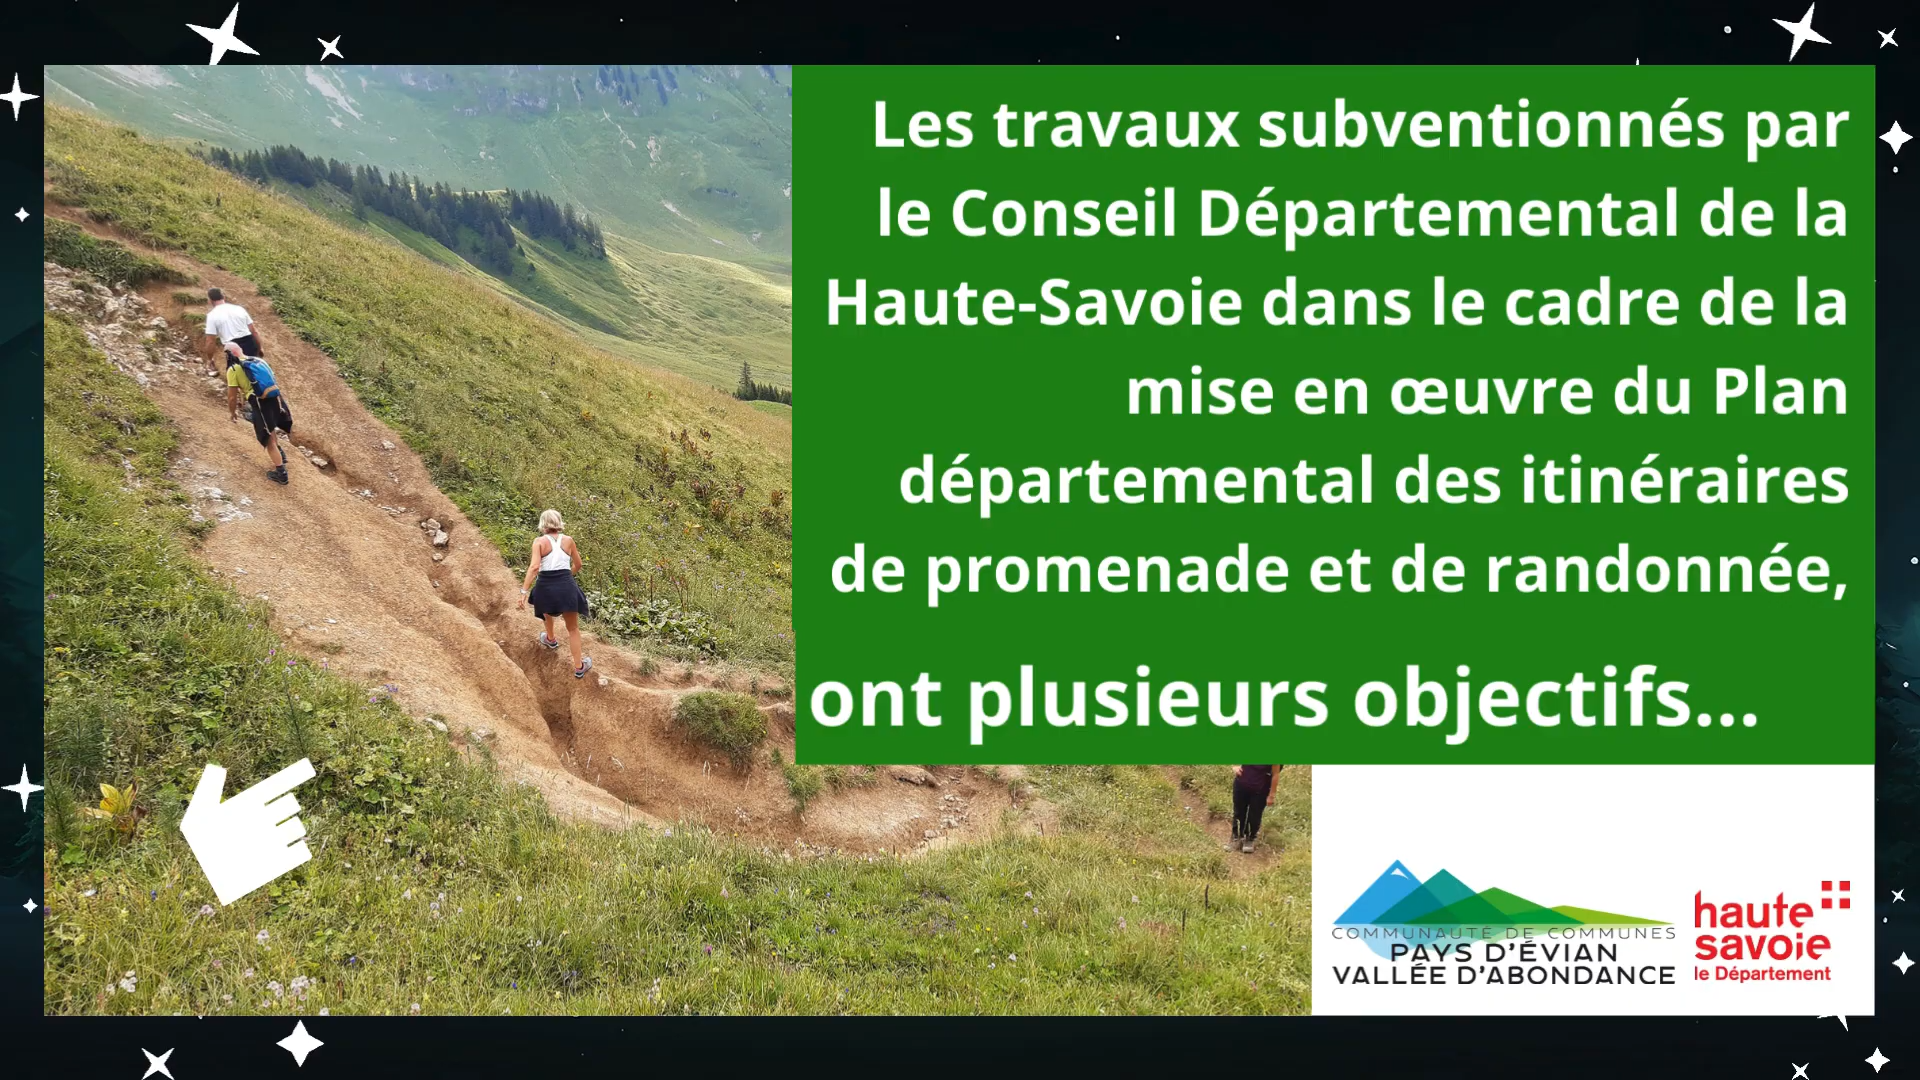 Les travaux subventionnés par
le Conseil Départemental de la
Haute-Savoie dans le cadre de la
mise en œuvre du Plan
départemental des itinéraires
de promenade et de randonnée,
ont plusieurs objectifs...
COMMUNAUTÉ DE COMMUNES
PAYS D'ÉVIAN
VALLÉE D'ABONDANCE
haute
savoie
le Département